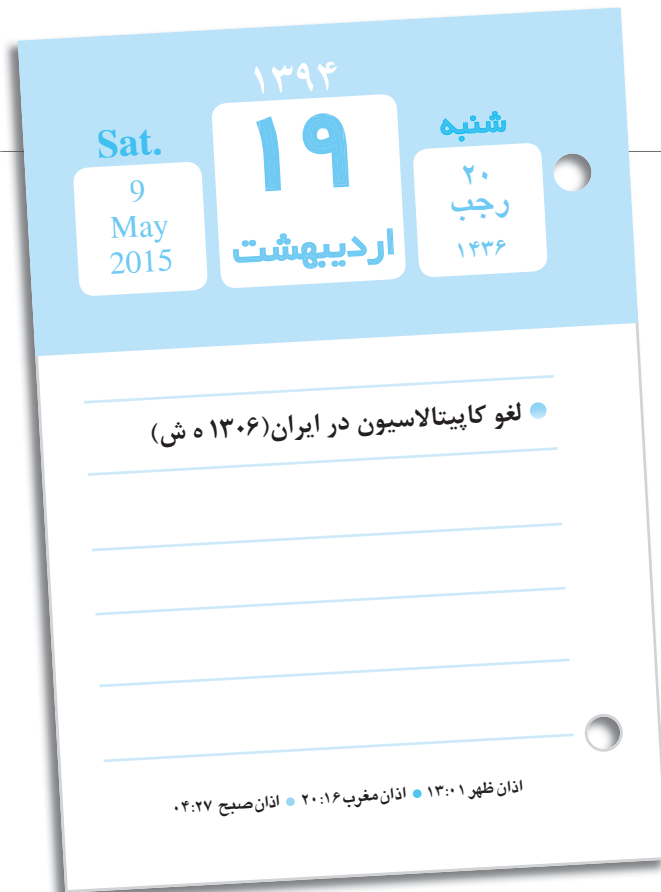 ۱۳۹۴
۱۹
اردیبهشت
شنبه
۲۰
رجب
۱۴۳۶
Sat.
9
May
2015
لغو کاپیتالاسیون در ایران(۱۳۰۶ ه ش)
اذان ظهر ۱۳:۰۱ ● اذان مغرب ۲۰:۱۶ ● اذان صبح ۰۴:۲۷